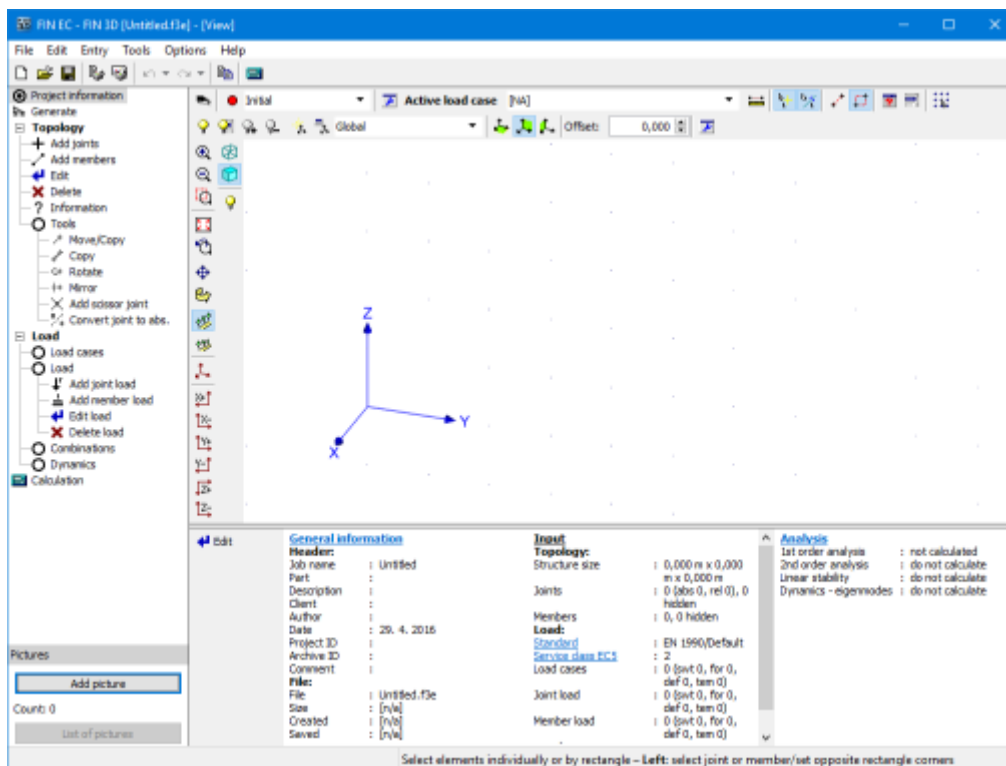 FIN EC - FIN 3D [Untitled.f3e] - [View]
File Edit Entry Tools Options Help
Project information
Generate
Topology
Add joints
Add members
Edit
Delete
? Information
Tools
Move/Copy
Copy
Rotate
Mirror
Add scissor joint
Convert joint to abs.
Load
Load cases
Load
Add joint load
Add member load
Edit load
Delete load
Combinations
Dynamics
Calculation
Pictures
Add picture
Count: 0
List of pictures
Initial Active load case [NA]
Global Offset: 0,000
X+
X-
Y+
Y-
Z+
Z-
Z
Y
X
Edit
General information
Header:
Job name : Untitled
Part :
Description :
Client :
Author :
Date : 29. 4. 2016
Project ID :
Archive ID :
Comment :
File:
File : Untitled.f3e
Size : [n/a]
Created : [n/a]
Saved : [n/a]
Input
Topology:
Structure size : 0,000 m x 0,000
m x 0,000 m
Joints : 0 (abs 0, rel 0), 0
hidden
Members : 0, 0 hidden
Load:
Standard : EN 1990/Default
Service class EC5 : 2
Load cases : 0 (swt 0, for 0,
def 0, tem 0)
Joint load : 0 (swt 0, for 0,
def 0, tem 0)
Member load : 0 (swt 0, for 0,
def 0, tem 0)
Analysis
1st order analysis : not calculated
2nd order analysis : do not calculate
Linear stability : do not calculate
Dynamics - eigenmodes : do not calculate
Select elements individually or by rectangle – Left: select joint or member/set opposite rectangle corners